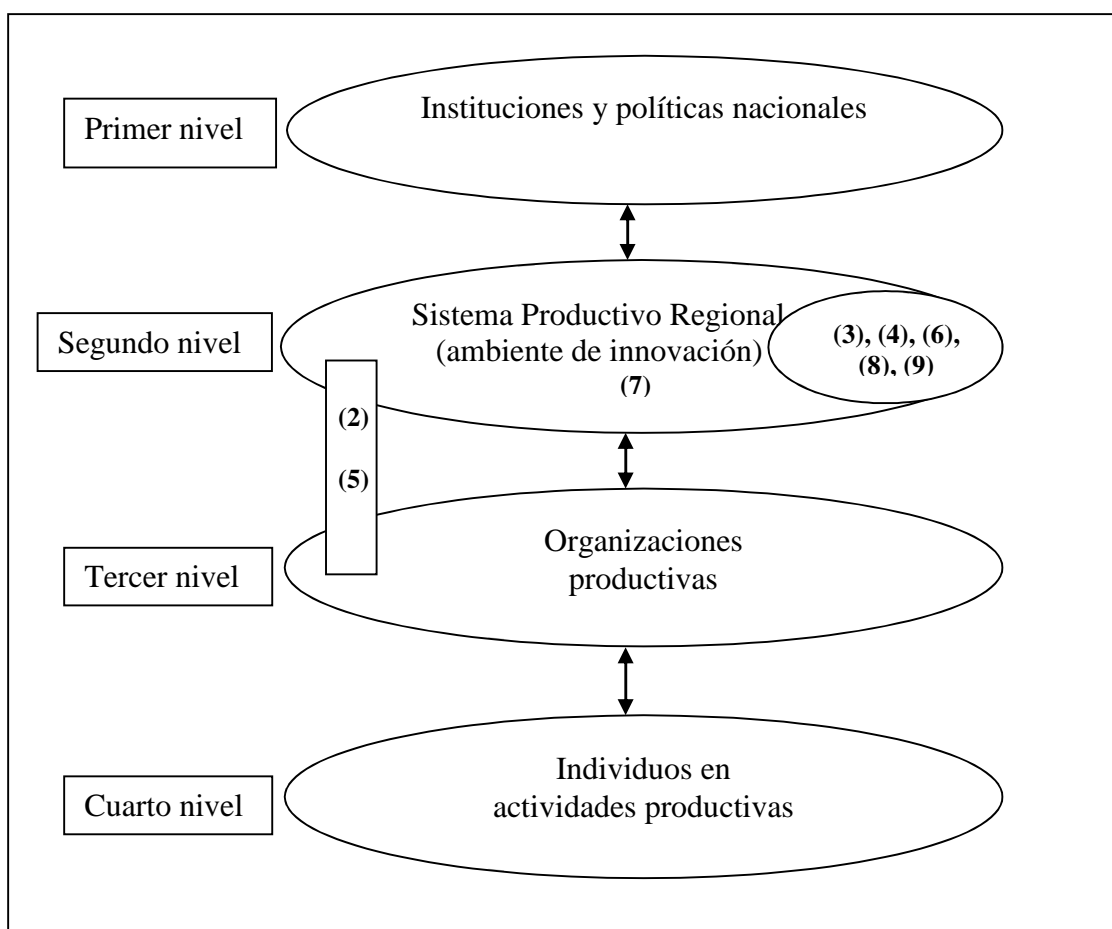 Primer nivel
Instituciones y políticas nacionales
Segundo nivel
Sistema Productivo Regional
(ambiente de innovación)
(7)
(3), (4), (6),
(8), (9)
(2)
(5)
Tercer nivel
Organizaciones
productivas
Cuarto nivel
Individuos en
actividades productivas